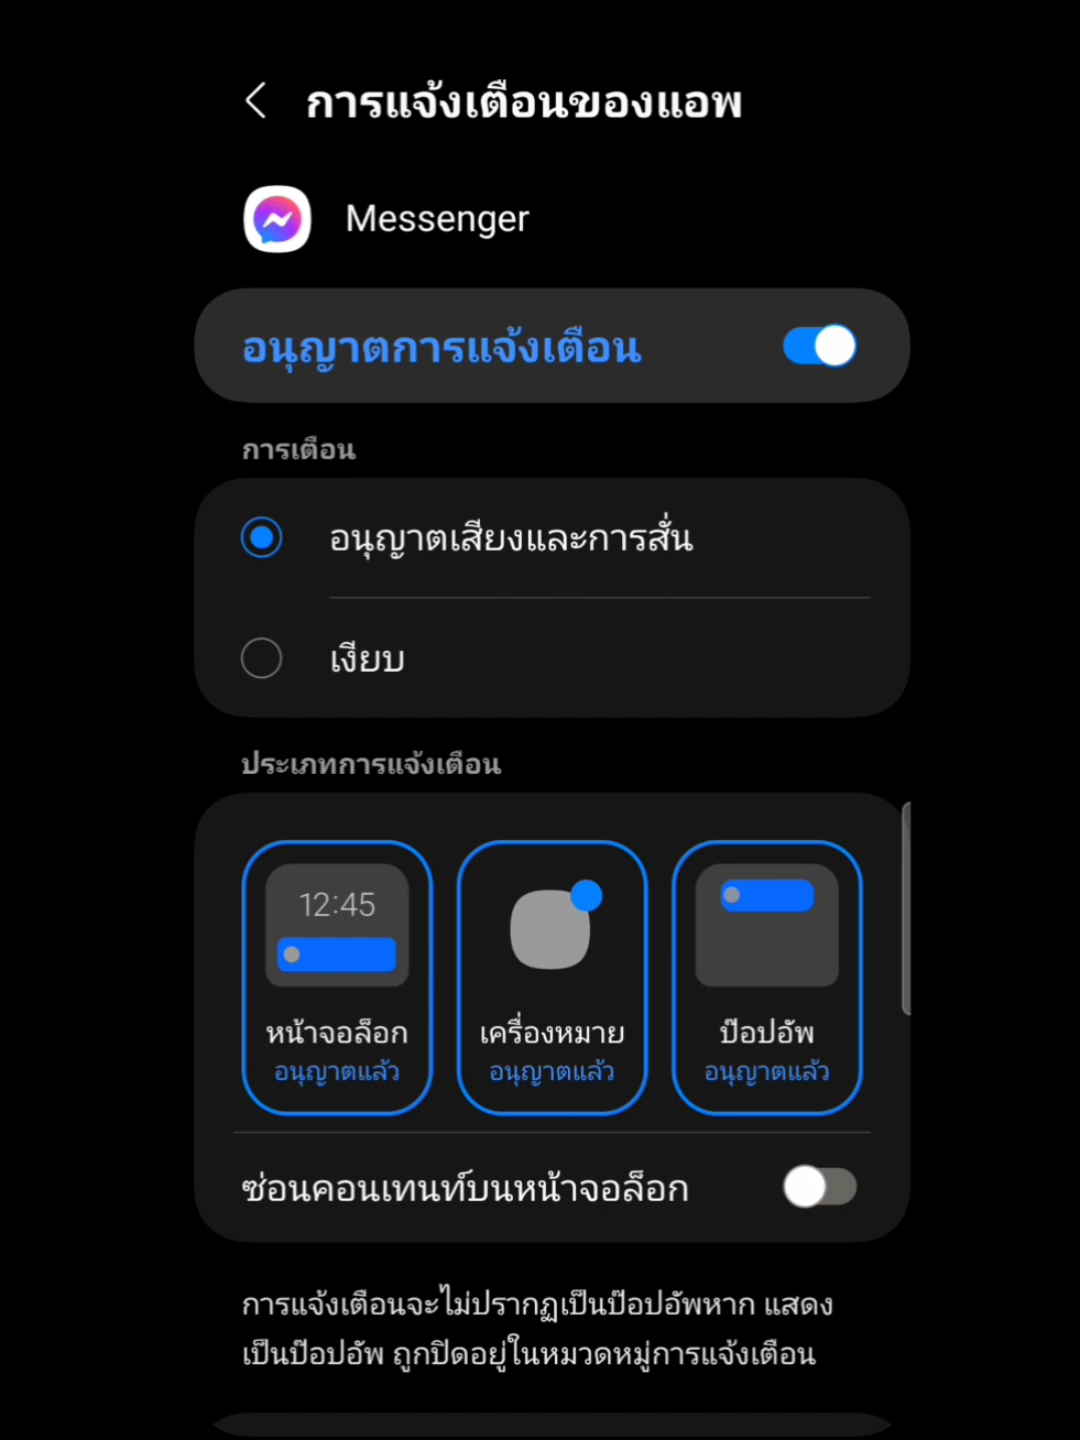 การแจ้งเตือนของแอพ
Messenger
อนุญาตการแจ้งเตือน
การเตือน
อนุญาตเสียงและการสั่น
เงียบ
ประเภทการแจ้งเตือน
12:45
หน้าจอล็อก เครื่องหมาย ป๊อปอัพ
อนุญาตแล้ว อนุญาตแล้ว อนุญาตแล้ว
ซ่อนคอนเทนท์บนหน้าจอล็อก
การแจ้งเตือนจะไม่ปรากฏเป็นป๊อปอัพหาก แสดง
เป็นป๊อปอัพ ถูกปิดอยู่ในหมวดหมู่การแจ้งเตือน